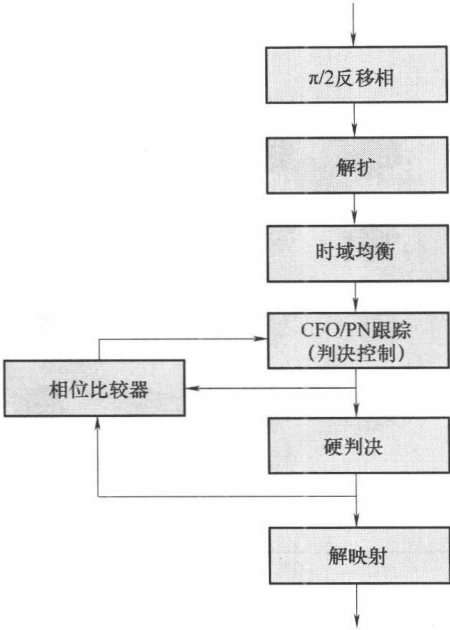 π/2反移相
解扩
时域均衡
CFO/PN跟踪
(判决控制)
相位比较器
硬判决
解映射